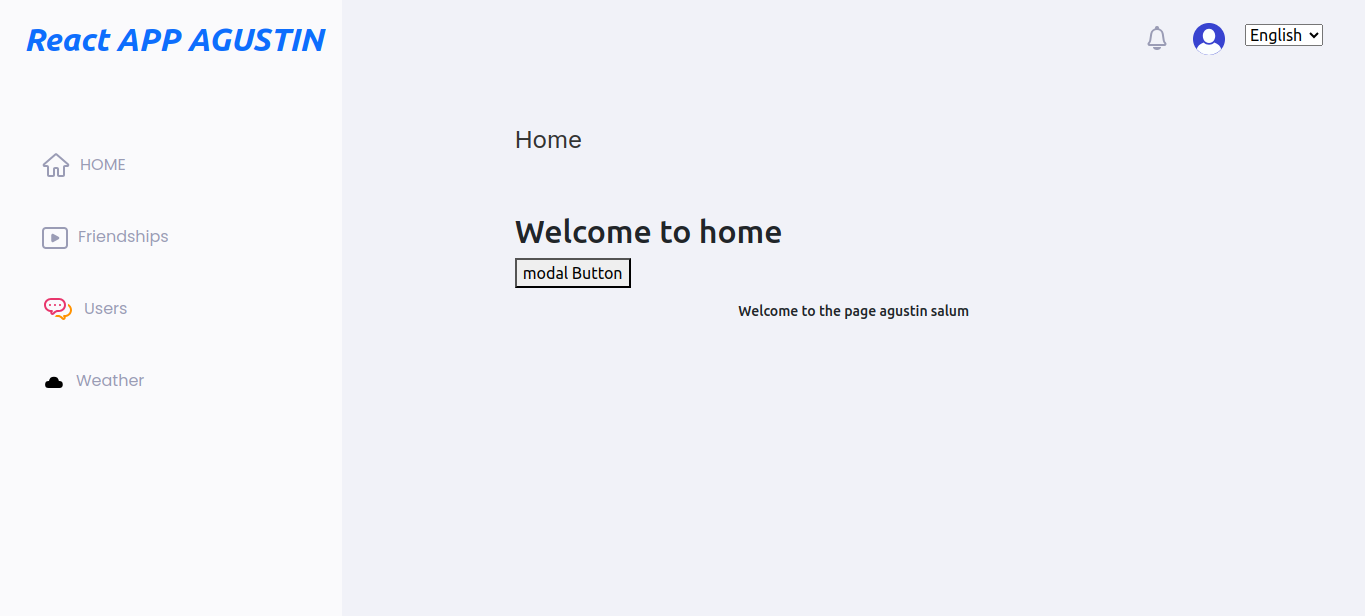 React APP AGUSTIN
English
HOME
Friendships
Users
Weather
Home
Welcome to home
modal Button
Welcome to the page agustin salum